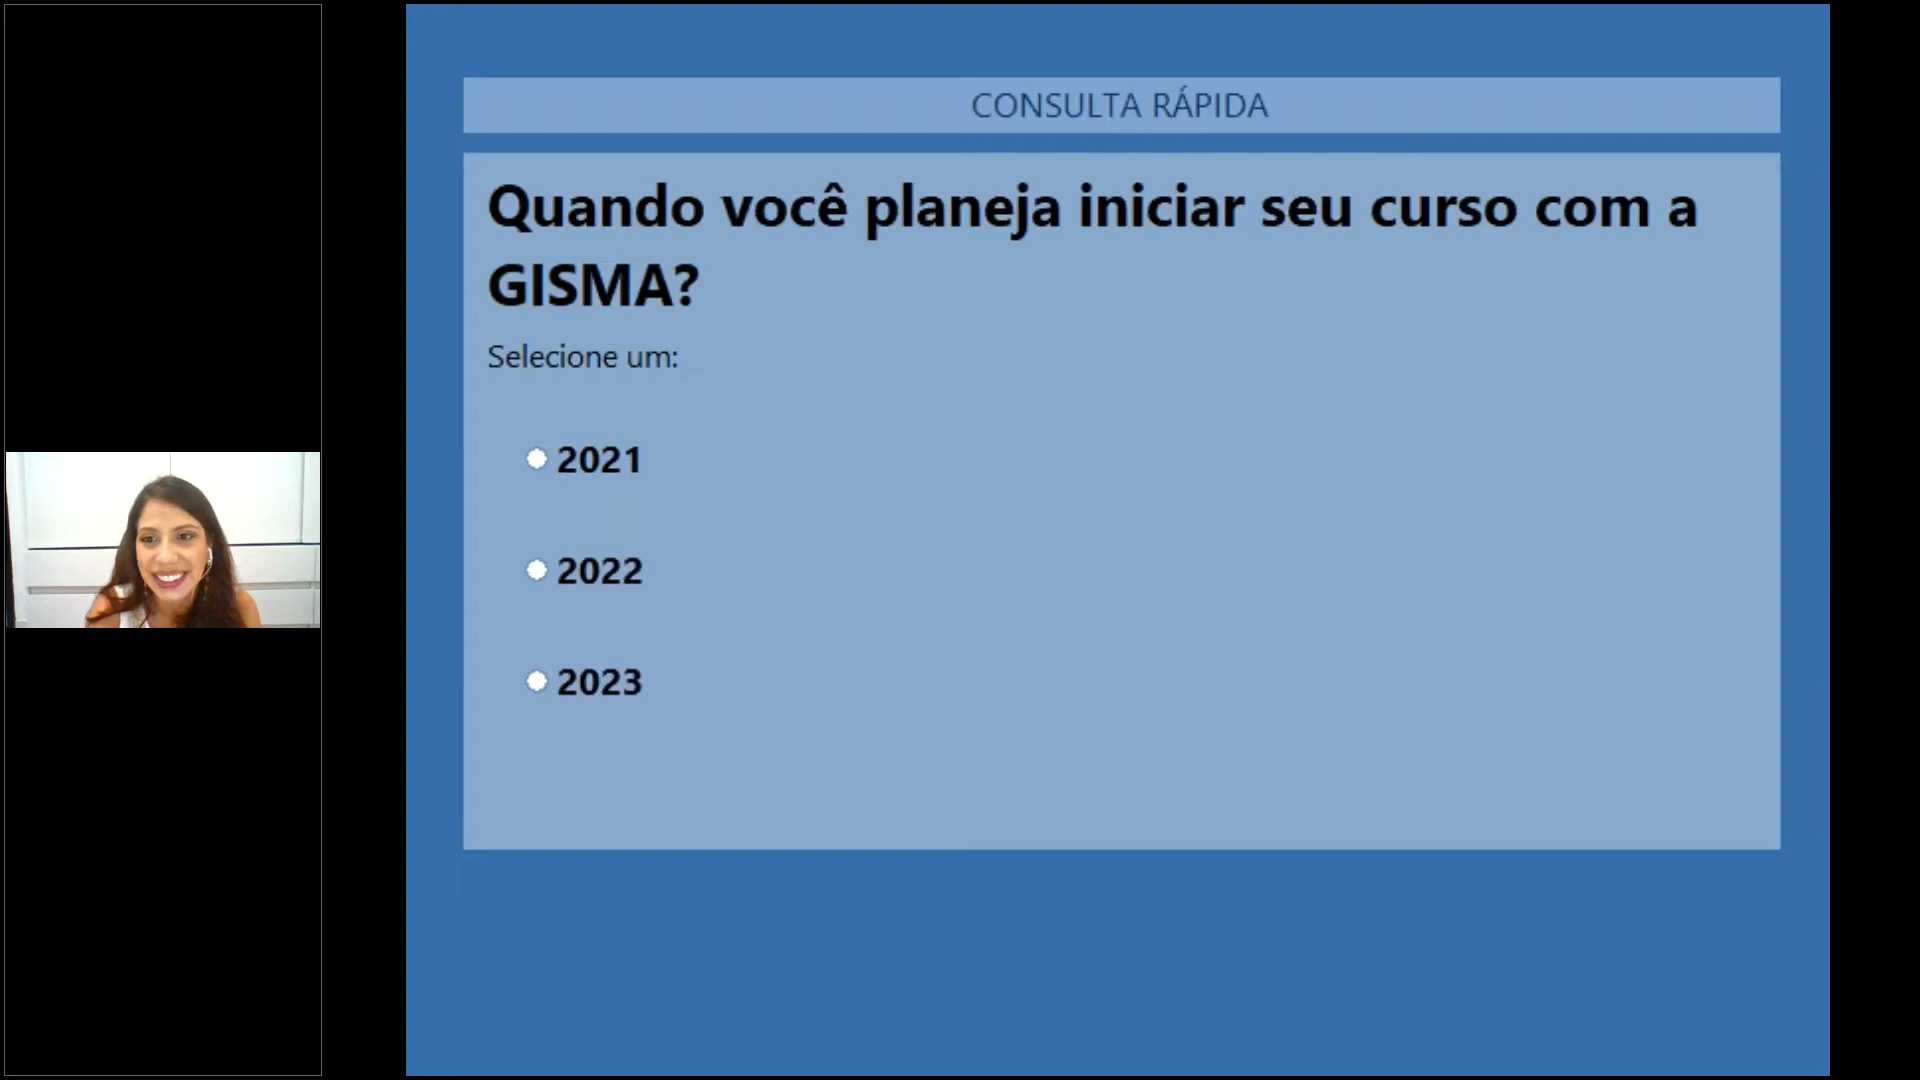 CONSULTA RÁPIDA
Quando você planeja iniciar seu curso com a
GISMA?
Selecione um:
2021
2022
2023